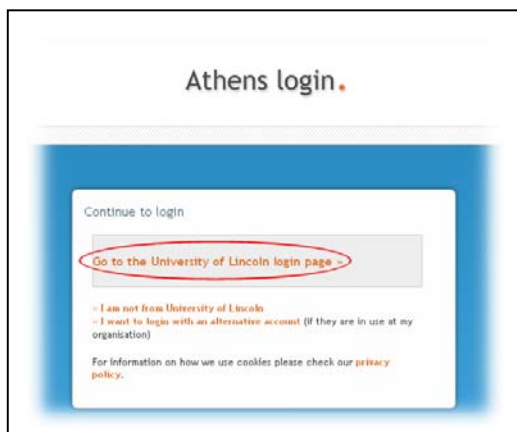 Athens login.
Continue to login
Go to the University of Lincoln login page »
» I am not from University of Lincoln
» I want to login with an alternative account (if they are in use at my
organisation)
For information on how we use cookies please check our privacy
policy.